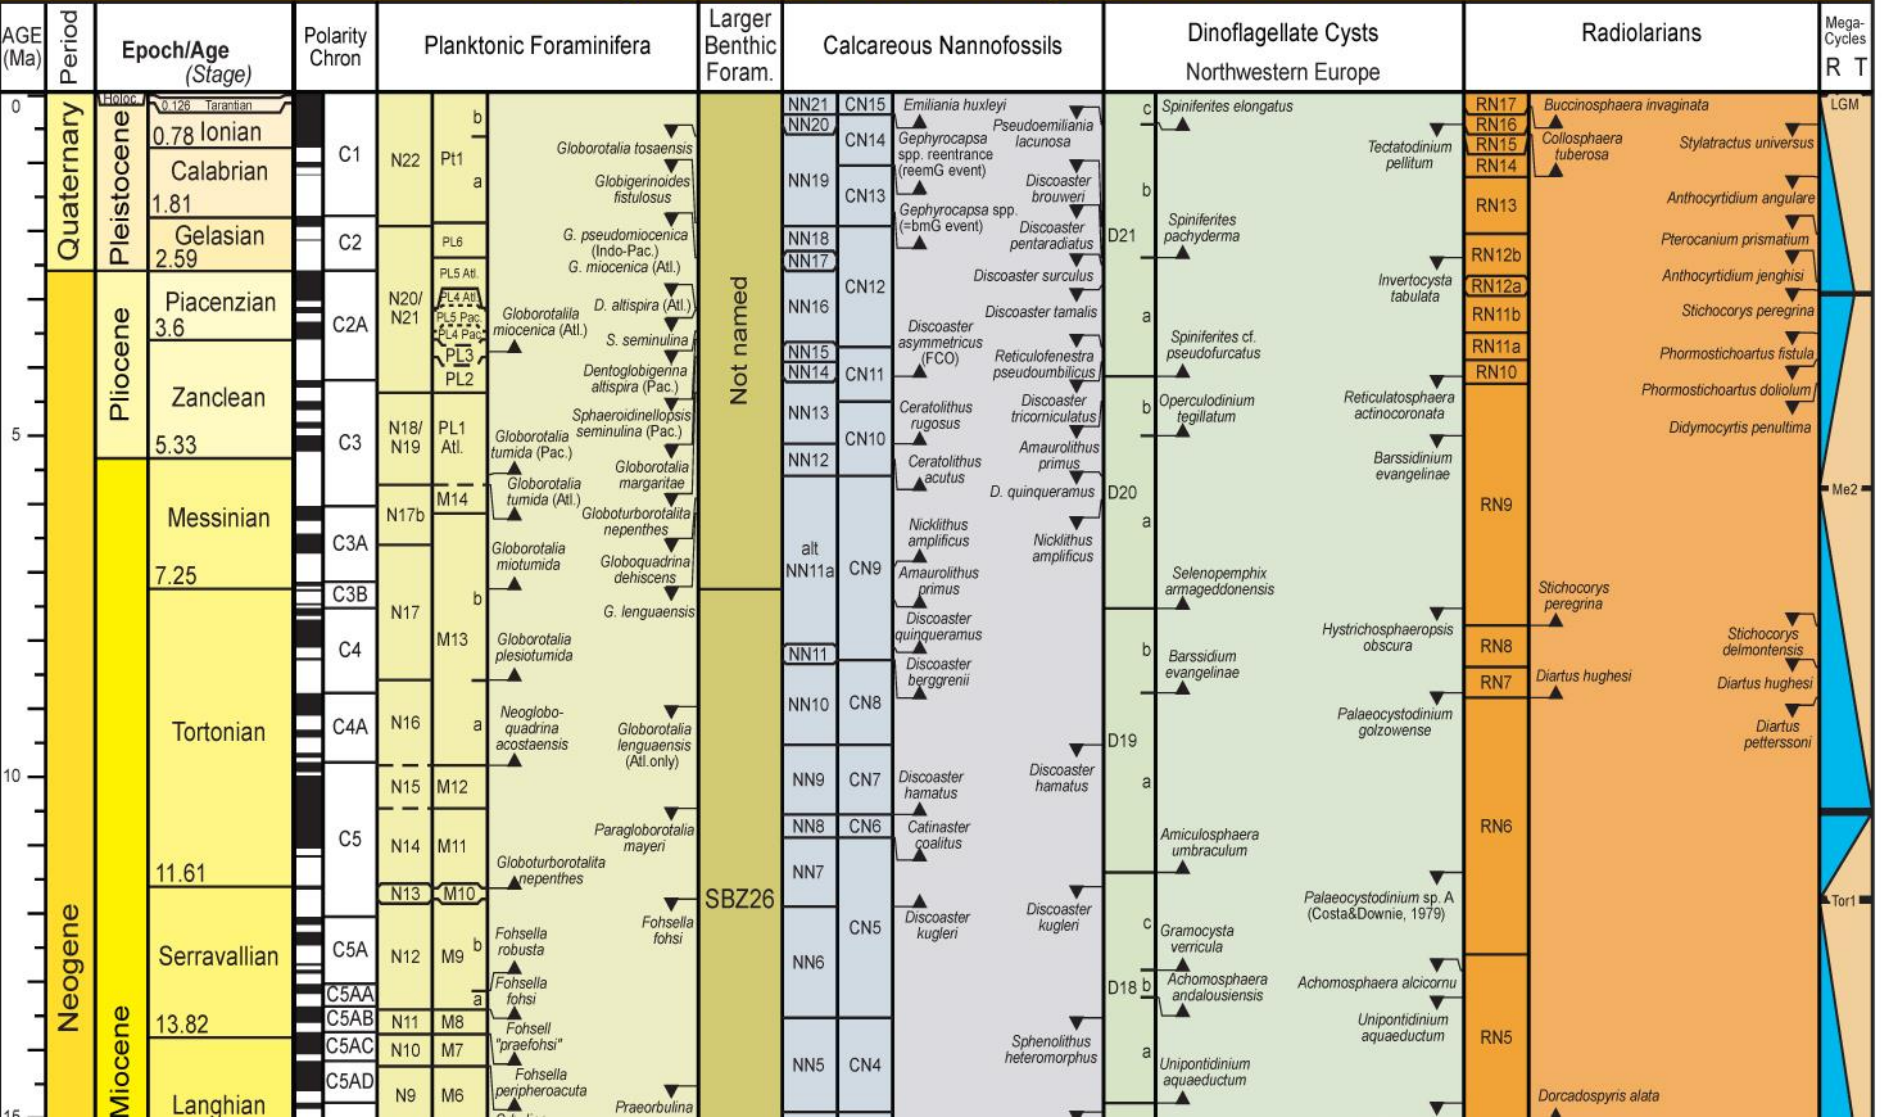 AGE
(Ma)
Period
Epoch/Age
(Stage)
Polarity
Chron
Planktonic Foraminifera
Larger
Benthic
Foram.
Calcareous Nannofossils
Dinoflagellate Cysts
Northwestern Europe
Radiolarians
Mega-
Cycles
R T
0
5
10
15
Quaternary
Neogene
Holoc.
Pleistocene
Pliocene
Miocene
0.126 Tarantian
0.78 Ionian
Calabrian
1.81
Gelasian
2.59
Piacenzian
3.6
Zanclean
5.33
Messinian
7.25
Tortonian
11.61
Serravallian
13.82
Langhian
C1
C2
C2A
C3
C3A
C3B
C4
C4A
C5
C5A
C5AA
C5AB
C5AC
C5AD
N22
N20/
N21
N18/
N19
N17b
N17
N16
N15
N14
N13
N12
N11
N10
N9
b
Pt1
a
PL6
PL5 Atl.
PL4 Atl.
PL5 Pac.
PL4 Pac
PL3
PL2
PL1
Atl.
M14
b
M13
a
M12
M11
M10
b
M9
a
M8
M7
M6
Globorotalila
miocenica (Atl.)
Globorotalia
tumida (Pac.)
Globorotalia
tumida (Atl.)
Globorotalia
miotumida
Globorotalia
plesiotumida
Neoglobo-
quadrina
acostaensis
Globoturborotalita
nepenthes
Fohsella
robusta
Fohsella
fohsi
Fohsell
"praefohsi"
Fohsella
peripheroacuta
Globorotalia tosaensis
Globigerinoides
fistulosus
G. pseudomiocenica
(Indo-Pac.)
G. miocenica (Atl.)
D. altispira (Atl.)
S. seminulina
Dentoglobigerina
altispira (Pac.)
Sphaeroidinellopsis
seminulina (Pac.)
Globorotalia
margaritae
Globoturborotalita
nepenthes
Globoquadrina
dehiscens
G. lenguaensis
Globorotalia
lenguaensis
(Atl.only)
Paragloborotalia
mayeri
Fohsella
fohsi
Praeorbulina
Not named
SBZ26
NN21
NN20
NN19
NN18
NN17
NN16
NN15
NN14
NN13
NN12
alt
NN11a
NN11
NN10
NN9
NN8
NN7
NN6
NN5
CN15
CN14
CN13
CN12
CN11
CN10
CN9
CN8
CN7
CN6
CN5
CN4
Emiliania huxleyi
Gephyrocapsa
spp. reentrance
(reemG event)
Gephyrocapsa spp.
(=bmG event)
Discoaster
asymmetricus
(FCO)
Ceratolithus
rugosus
Ceratolithus
acutus
Nicklithus
amplificus
Amaurolithus
primus
Discoaster
quinqueramus
Discoaster
berggrenii
Discoaster
hamatus
Catinaster
coalitus
Discoaster
kugleri
Pseudoemiliania
lacunosa
Discoaster
brouweri
Discoaster
pentaradiatus
Discoaster surculus
Discoaster tamalis
Reticulofenestra
pseudoumbilicus
Discoaster
tricorniculatus
Amaurolithus
primus
D. quinqueramus
Nicklithus
amplificus
Discoaster
hamatus
Discoaster
kugleri
Sphenolithus
heteromorphus
c
b
D21
a
b
D20
a
b
D19
a
c
D18 b
a
Spiniferites elongatus
Spiniferites
pachyderma
Spiniferites cf.
pseudofurcatus
Operculodinium
tegillatum
Selenopemphix
armageddonensis
Barssidium
evangelinae
Amiculosphaera
umbraculum
Gramocysta
verricula
Achomosphaera
andalousiensis
Unipontidinium
aquaeductum
Tectatodinium
pellitum
Invertocysta
tabulata
Reticulatosphaera
actinocoronata
Barssidinium
evangelinae
Hystrichosphaeropsis
obscura
Palaeocystodinium
golzowense
Palaeocystodinium sp. A
(Costa&Downie, 1979)
Achomosphaera alcicornu
Unipontidinium
aquaeductum
RN17
RN16
RN15
RN14
RN13
RN12b
RN12a
RN11b
RN11a
RN10
RN9
RN8
RN7
RN6
RN5
Buccinosphaera invaginata
Collosphaera
tuberosa
Stichocorys
peregrina
Diartus hughesi
Dorcadospyris alata
Stylatractus universus
Anthocyrtidium angulare
Pterocanium prismatium
Anthocyrtidium jenghisi
Stichocorys peregrina
Phormostichoartus fistula
Phormostichoartus doliolum
Didymocyrtis penultima
Stichocorys
delmontensis
Diartus hughesi
Diartus
petterssoni
LGM
Me2
Tor1